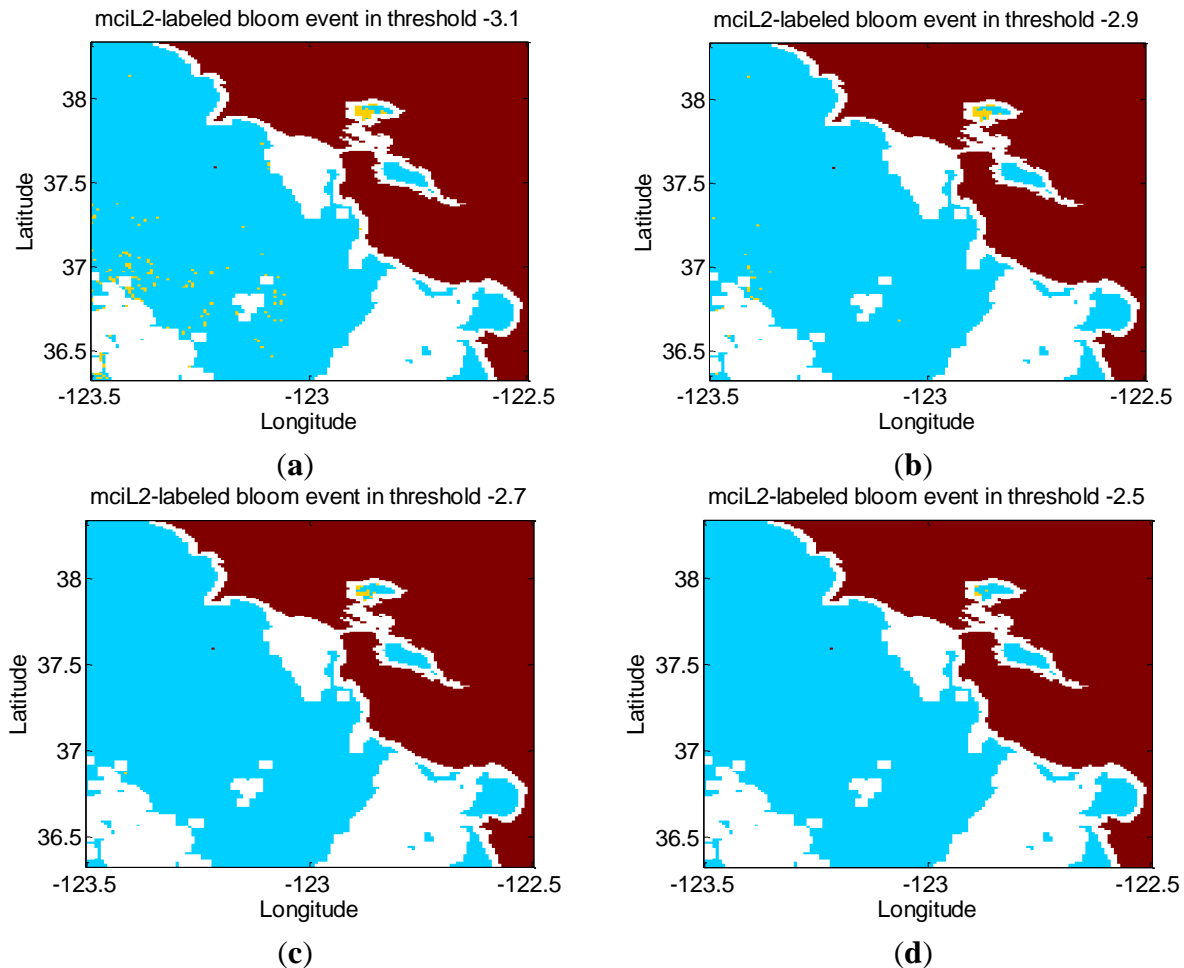 mciL2-labeled bloom event in threshold -3.1
mciL2-labeled bloom event in threshold -2.9
Latitude
38
37.5
37
36.5
-123.5
-123
-122.5
Longitude
(a)
Latitude
38
37.5
37
36.5
-123.5
-123
-122.5
Longitude
(b)
mciL2-labeled bloom event in threshold -2.7
mciL2-labeled bloom event in threshold -2.5
Latitude
38
37.5
37
36.5
-123.5
-123
-122.5
Longitude
(c)
Latitude
38
37.5
37
36.5
-123.5
-123
-122.5
Longitude
(d)